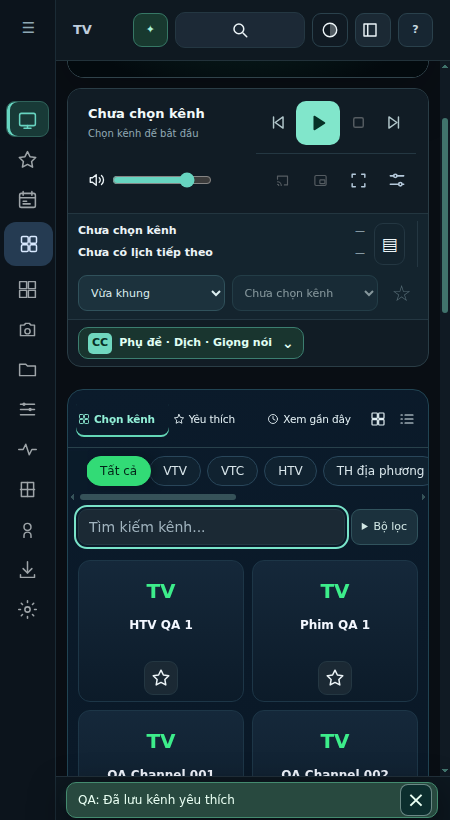 TV
?
Chưa chọn kênh
Chọn kênh để bắt đầu
Chưa chọn kênh —
Chưa có lịch tiếp theo —
Vừa khung
Chưa chọn kênh
CC Phụ đề · Dịch · Giọng nói
Chọn kênh Yêu thích Xem gần đây
Tất cả VTV VTC HTV TH địa phương
Tìm kiếm kênh...
Bộ lọc
TV TV
HTV QA 1 Phim QA 1
TV TV
QA Channel 001 QA Channel 002
QA: Đã lưu kênh yêu thích